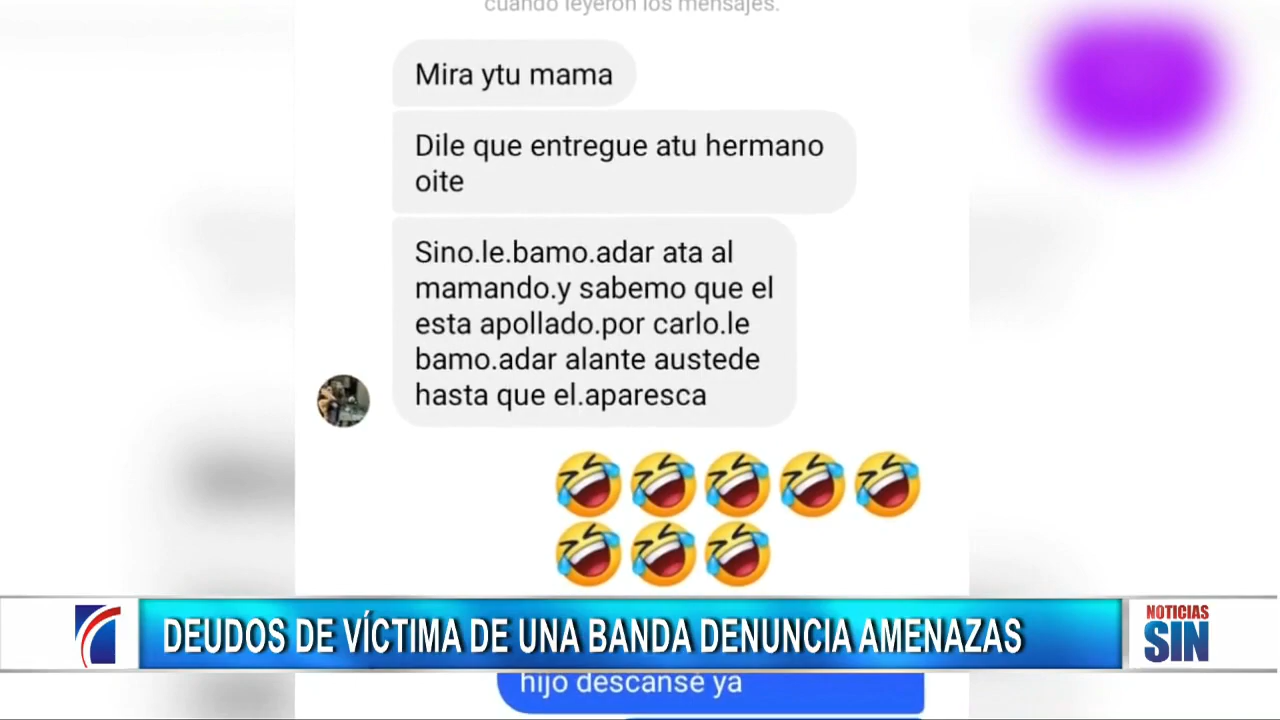 cuando leyeron los mensajes.
Mira ytu mama
Dile que entregue atu hermano
oite
Sino.le.bamo.adar ata al
mamando.y sabemo que el
esta apollado.por carlo.le
bamo.adar alante austede
hasta que el.aparesca
DEUDOS DE VÍCTIMA DE UNA BANDA DENUNCIA AMENAZAS
NOTICIAS
SIN
hijo descansé ya